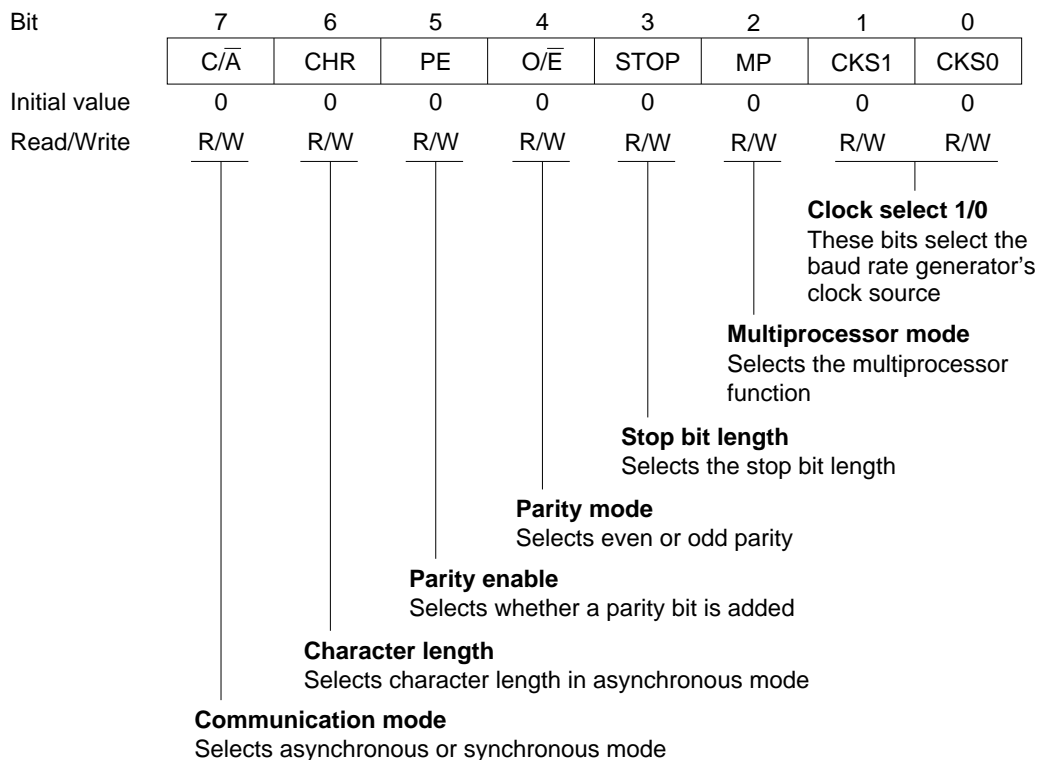 Bit 7 6 5 4 3 2 1 0
C/A̅ CHR PE O/E̅ STOP MP CKS1 CKS0
Initial value 0 0 0 0 0 0 0 0
Read/Write R/W R/W R/W R/W R/W R/W R/W R/W
Clock select 1/0
These bits select the
baud rate generator’s
clock source
Multiprocessor mode
Selects the multiprocessor
function
Stop bit length
Selects the stop bit length
Parity mode
Selects even or odd parity
Parity enable
Selects whether a parity bit is added
Character length
Selects character length in asynchronous mode
Communication mode
Selects asynchronous or synchronous mode